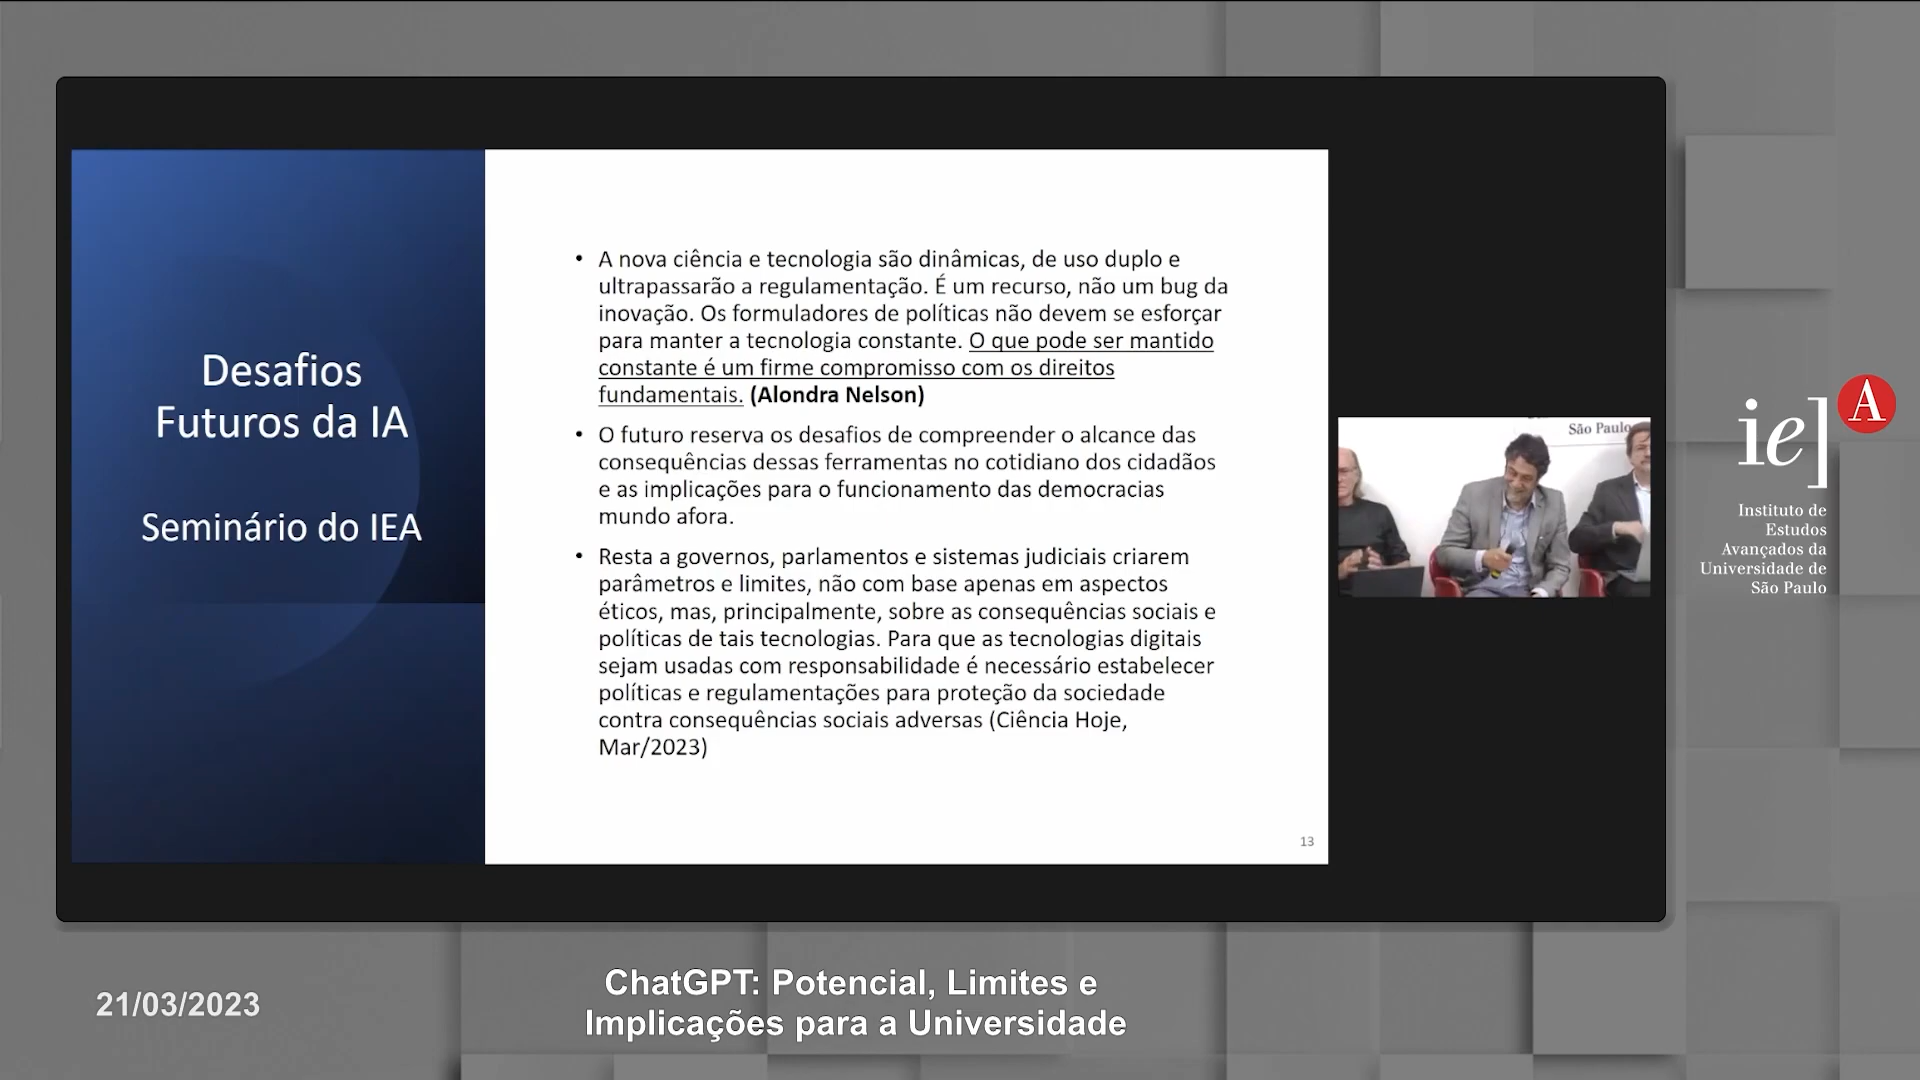 Desafios
Futuros da IA
Seminário do IEA
• A nova ciência e tecnologia são dinâmicas, de uso duplo e
ultrapassarão a regulamentação. É um recurso, não um bug da
inovação. Os formuladores de políticas não devem se esforçar
para manter a tecnologia constante. O que pode ser mantido
constante é um firme compromisso com os direitos
fundamentais. (Alondra Nelson)
• O futuro reserva os desafios de compreender o alcance das
consequências dessas ferramentas no cotidiano dos cidadãos
e as implicações para o funcionamento das democracias
mundo afora.
• Resta a governos, parlamentos e sistemas judiciais criarem
parâmetros e limites, não com base apenas em aspectos
éticos, mas, principalmente, sobre as consequências sociais e
políticas de tais tecnologias. Para que as tecnologias digitais
sejam usadas com responsabilidade é necessário estabelecer
políticas e regulamentações para proteção da sociedade
contra consequências sociais adversas (Ciência Hoje,
Mar/2023)
13
São Paulo
ie] A
Instituto de
Estudos
Avançados da
Universidade de
São Paulo
21/03/2023
ChatGPT: Potencial, Limites e
Implicações para a Universidade